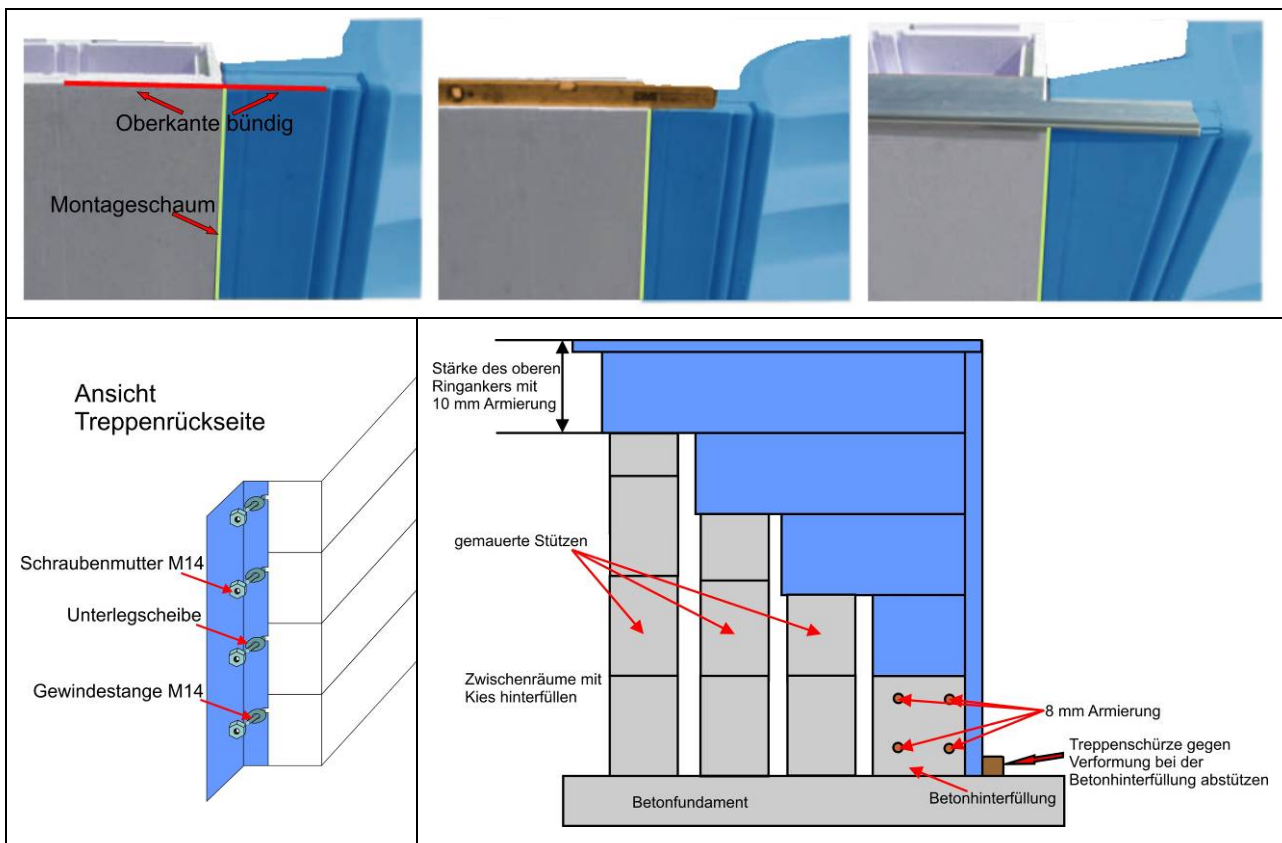 Oberkante bündig
Montageschaum
Ansicht
Treppenrückseite
Schraubenmutter M14
Unterlegscheibe
Gewindestange M14
Stärke des oberen
Ringankers mit
10 mm Armierung
gemauerte Stützen
Zwischenräume mit
Kies hinterfüllen
8 mm Armierung
Treppenschürze gegen
Verformung bei der
Betonhinterfüllung abstützen
Betonfundament
Betonhinterfüllung